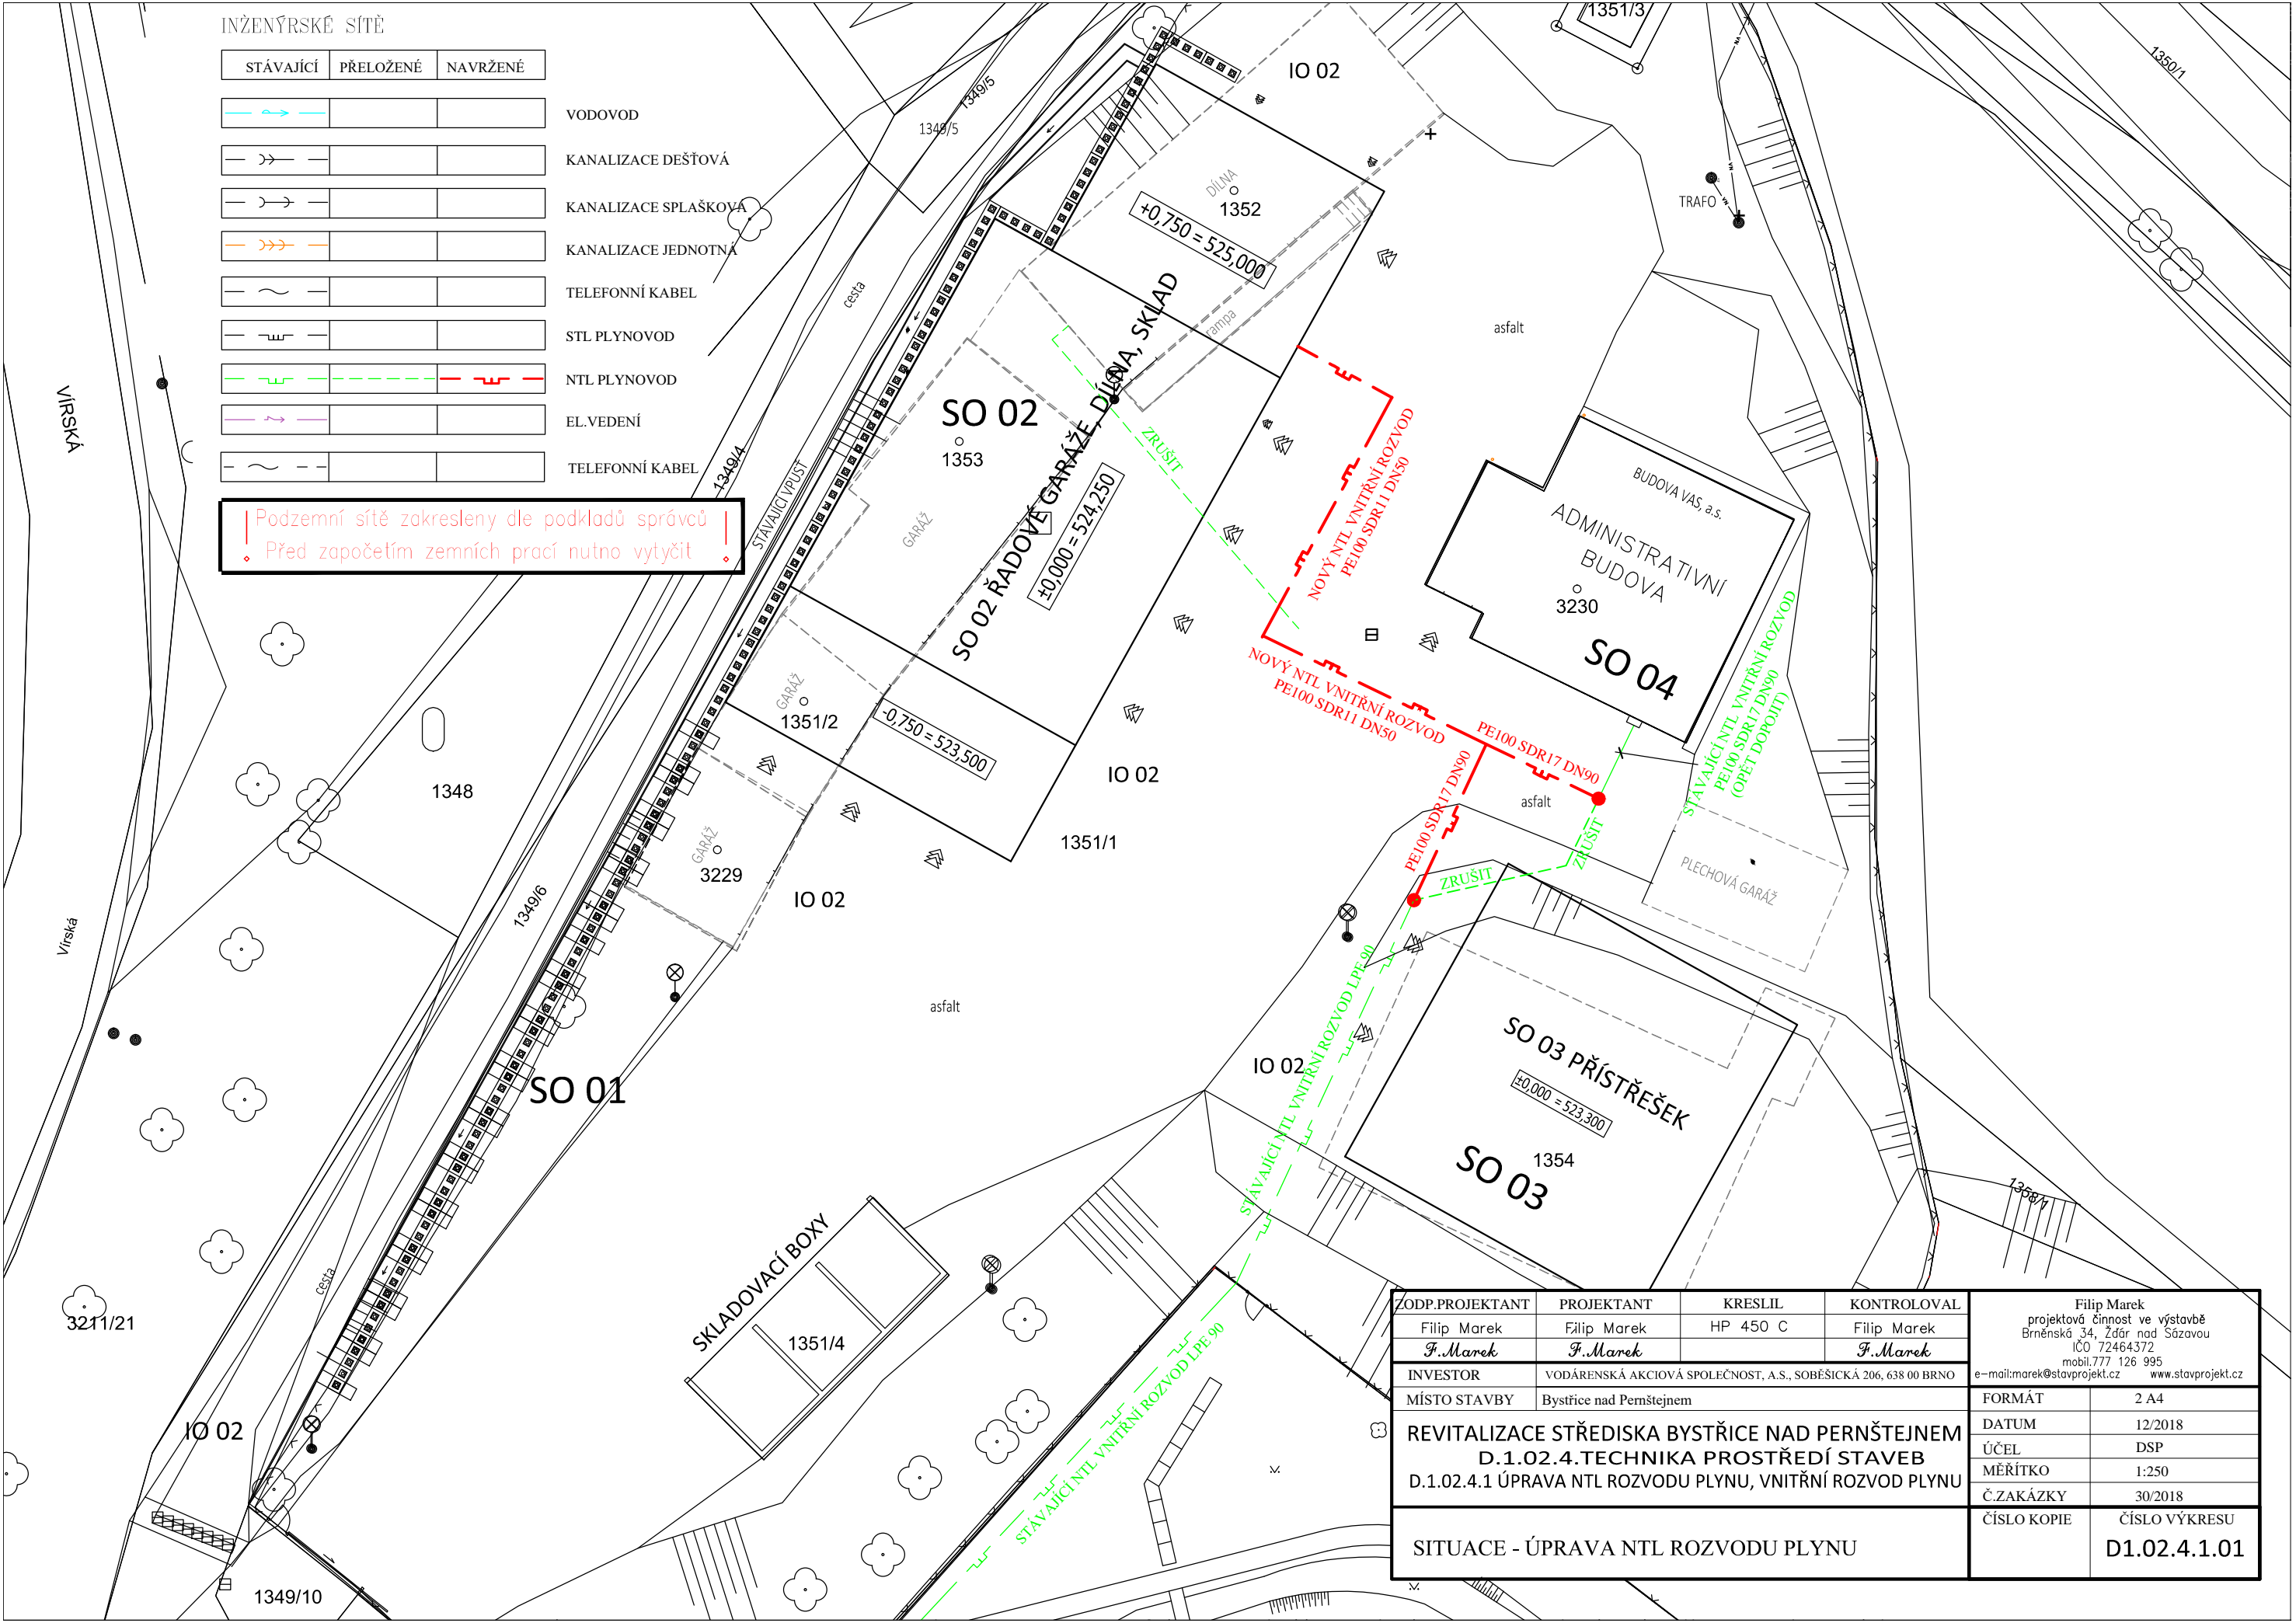 INŽENÝRSKÉ SÍTĚ
STÁVAJÍCÍ PŘELOŽENÉ NAVRŽENÉ
VODOVOD
KANALIZACE DEŠŤOVÁ
KANALIZACE SPLAŠKOVÁ
KANALIZACE JEDNOTNÁ
TELEFONNÍ KABEL
STL PLYNOVOD
NTL PLYNOVOD
EL.VEDENÍ
TELEFONNÍ KABEL
Podzemní sítě zakresleny dle podkladů správců
Před započetím zemních prací nutno vytyčit
VÍRSKÁ
Vírská
1349/5
1349/5
1351/3
1350/1
IO 02
DÍLNA
1352
+0,750 = 525,000
TRAFO
cesta
rampa
asfalt
SO 02
1353
SO 02 ŘADOVÉ GARÁŽE, DÍLNA, SKLAD
±0,000 = 524,250
ZRUŠIT
NOVÝ NTL VNITŘNÍ ROZVOD
PE100 SDR11 DN50
1349/4
STÁVAJÍCÍ VPUSŤ
GARÁŽ
BUDOVA VAS, a.s.
ADMINISTRATIVNÍ
BUDOVA
3230
SO 04
STÁVAJÍCÍ NTL VNITŘNÍ ROZVOD
PE100 SDR17 DN90
(OPĚT DOPOJIT)
NOVÝ NTL VNITŘNÍ ROZVOD
PE100 SDR11 DN50
PE100 SDR17 DN90
PE100 SDR17 DN90
asfalt
ZRUŠIT
ZRUŠIT
GARÁŽ
1351/2
-0,750 = 523,500
IO 02
1351/1
1348
GARÁŽ
3229
IO 02
1349/6
PLECHOVÁ GARÁŽ
asfalt
SO 01
IO 02
STÁVAJÍCÍ NTL VNITŘNÍ ROZVOD LPE 90
SO 03 PŘÍSTŘEŠEK
±0,000 = 523,300
1354
SO 03
1358/1
SKLADOVACÍ BOXY
1351/4
cesta
3211/21
IO 02
STÁVAJÍCÍ NTL VNITŘNÍ ROZVOD LPE 90
1349/10
ZODP.PROJEKTANT PROJEKTANT KRESLIL KONTROLOVAL
Filip Marek Filip Marek HP 450 C Filip Marek
F.Marek F.Marek F.Marek
INVESTOR VODÁRENSKÁ AKCIOVÁ SPOLEČNOST, A.S., SOBĚŠICKÁ 206, 638 00 BRNO
MÍSTO STAVBY Bystřice nad Pernštejnem
REVITALIZACE STŘEDISKA BYSTŘICE NAD PERNŠTEJNEM
D.1.02.4.TECHNIKA PROSTŘEDÍ STAVEB
D.1.02.4.1 ÚPRAVA NTL ROZVODU PLYNU, VNITŘNÍ ROZVOD PLYNU
SITUACE - ÚPRAVA NTL ROZVODU PLYNU
Filip Marek
projektová činnost ve výstavbě
Brněnská 34, Žďár nad Sázavou
IČO 72464372
mobil.777 126 995
e-mail:marek@stavprojekt.cz www.stavprojekt.cz
FORMÁT 2 A4
DATUM 12/2018
ÚČEL DSP
MĚŘÍTKO 1:250
Č.ZAKÁZKY 30/2018
ČÍSLO KOPIE ČÍSLO VÝKRESU
D1.02.4.1.01